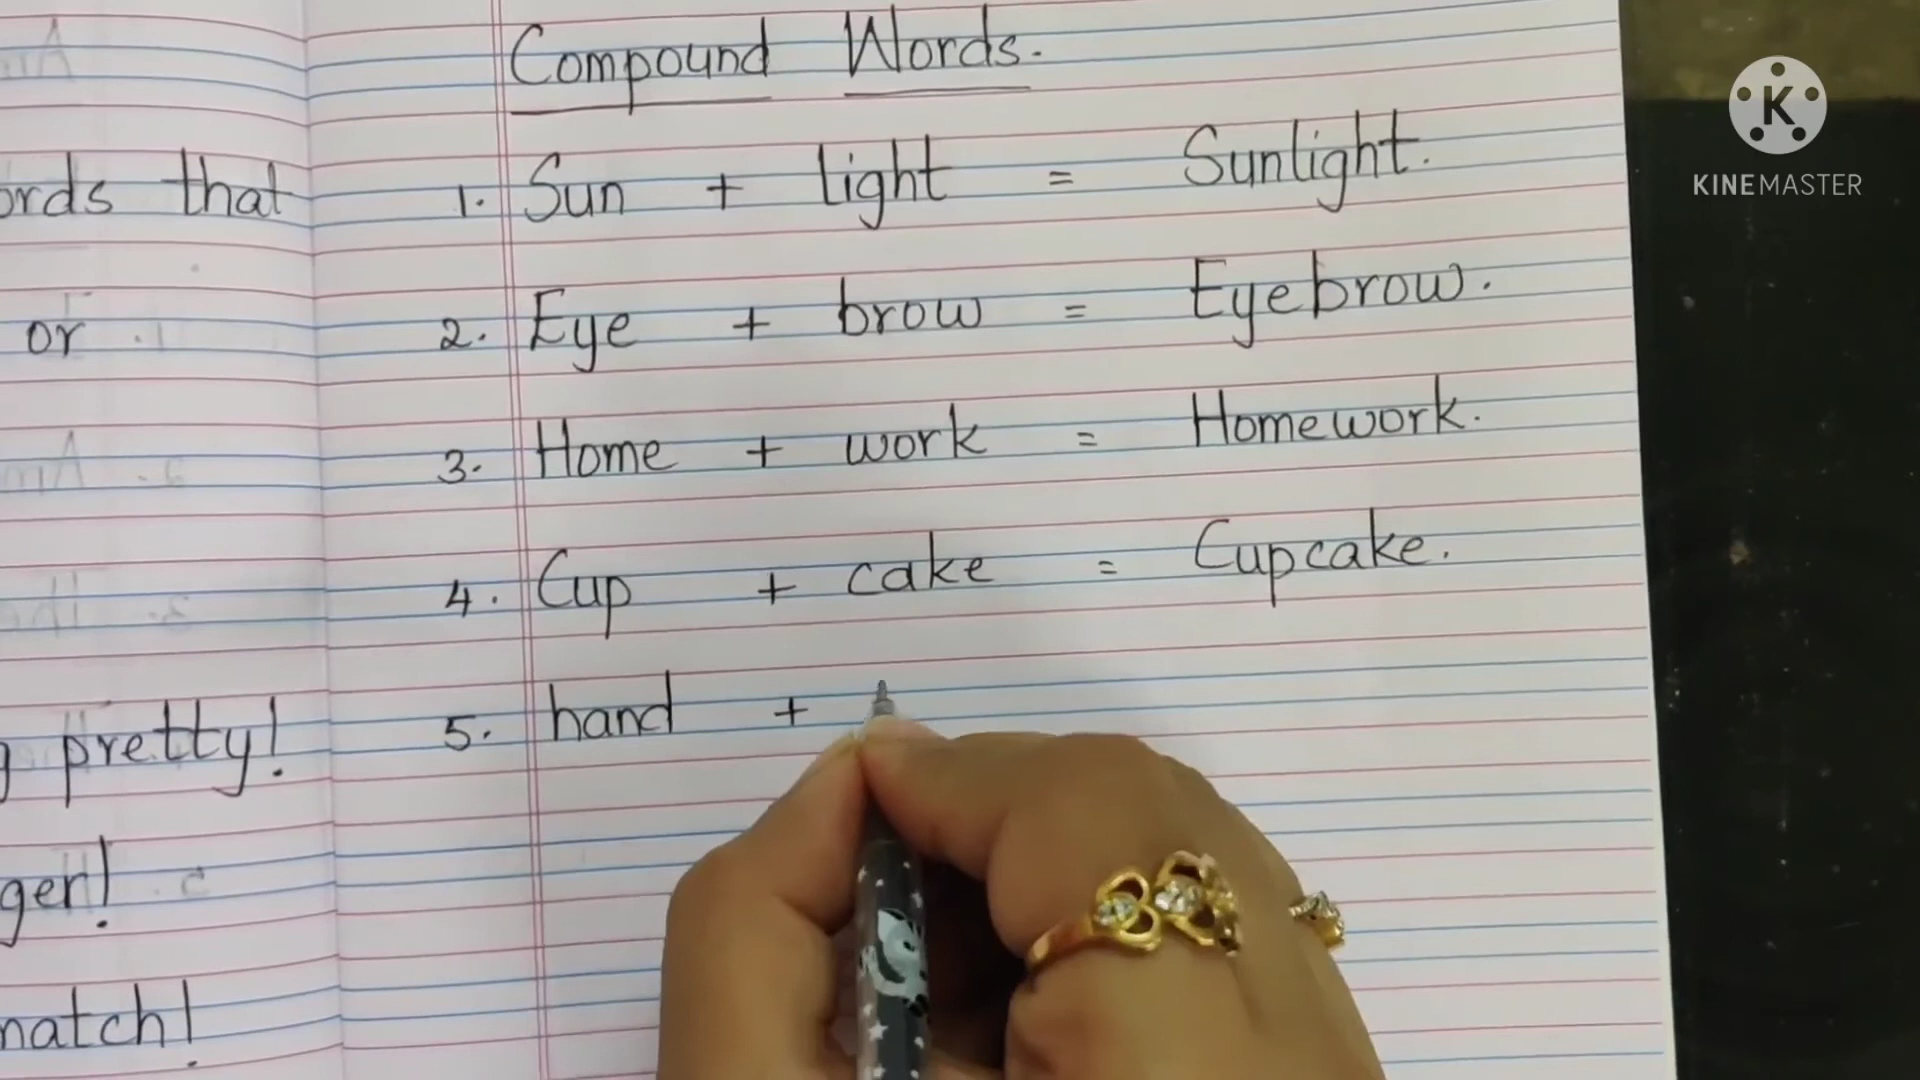 Compound Words.
ords that
1. Sun + light = Sunlight.
or
2. Eye + brow = Eyebrow.
3. Home + work = Homework.
4. Cup + cake = Cupcake.
pretty!
5. hand +
ger!
match!
KINEMASTER